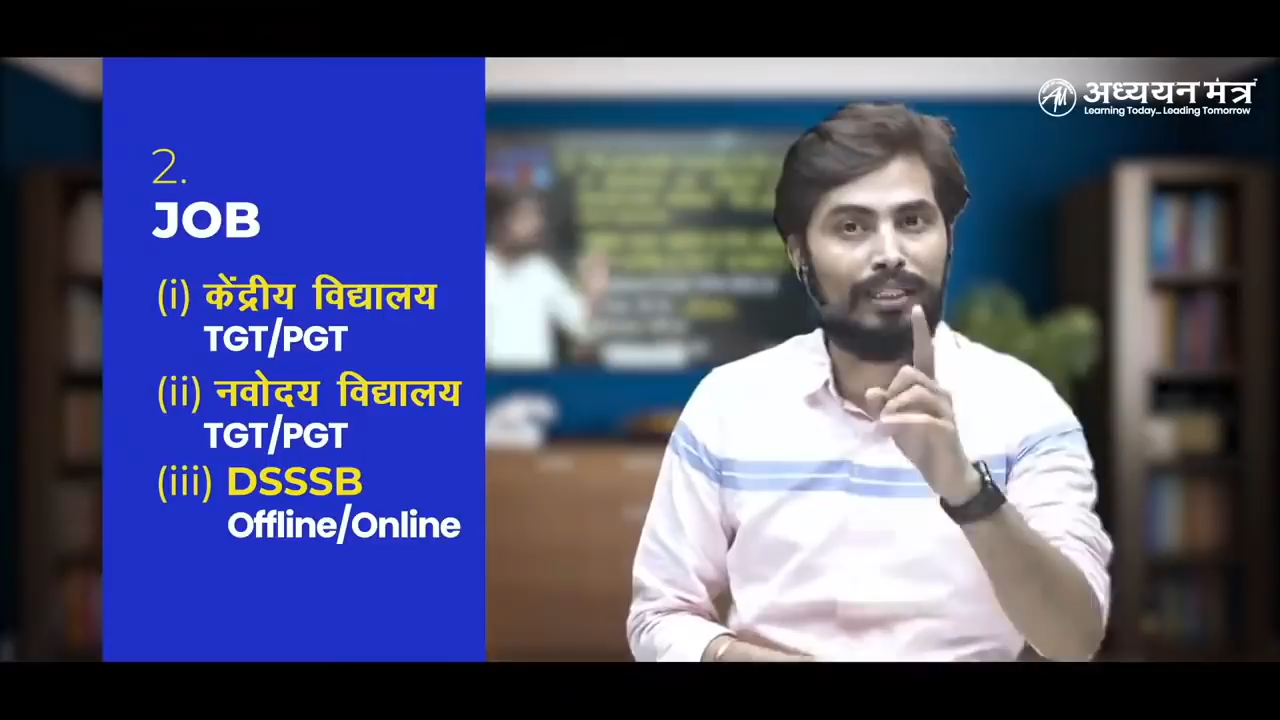 2.
JOB
(i) केंद्रीय विद्यालय
TGT/PGT
(ii) नवोदय विद्यालय
TGT/PGT
(iii) DSSSB
Offline/Online
AM अध्ययन मंत्र
Learning Today... Leading Tomorrow